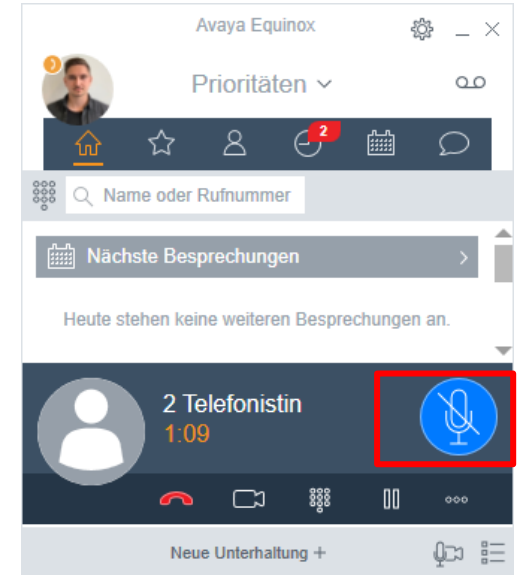 Avaya Equinox
Prioritäten
2
Name oder Rufnummer
Nächste Besprechungen
Heute stehen keine weiteren Besprechungen an.
2 Telefonistin
1:09
Neue Unterhaltung +